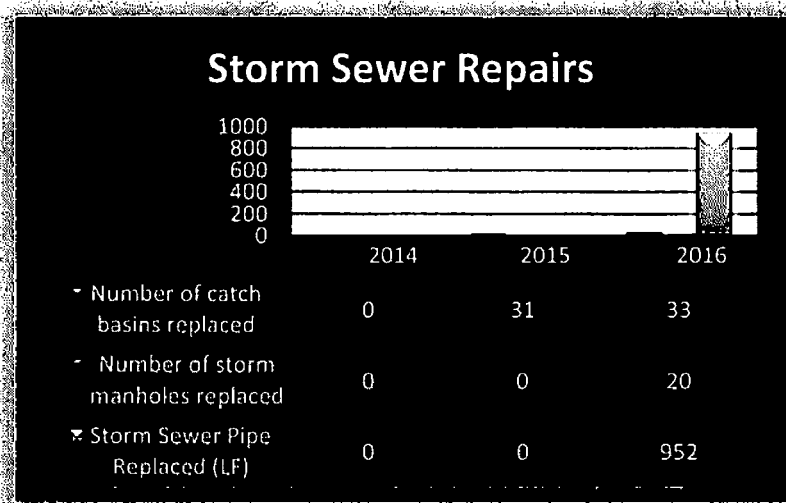 Storm Sewer Repairs
1000
800
600
400
200
0
2014 2015 2016
Number of catch
basins replaced 0 31 33
Number of storm
manholes replaced 0 0 20
Storm Sewer Pipe
Replaced (LF) 0 0 952